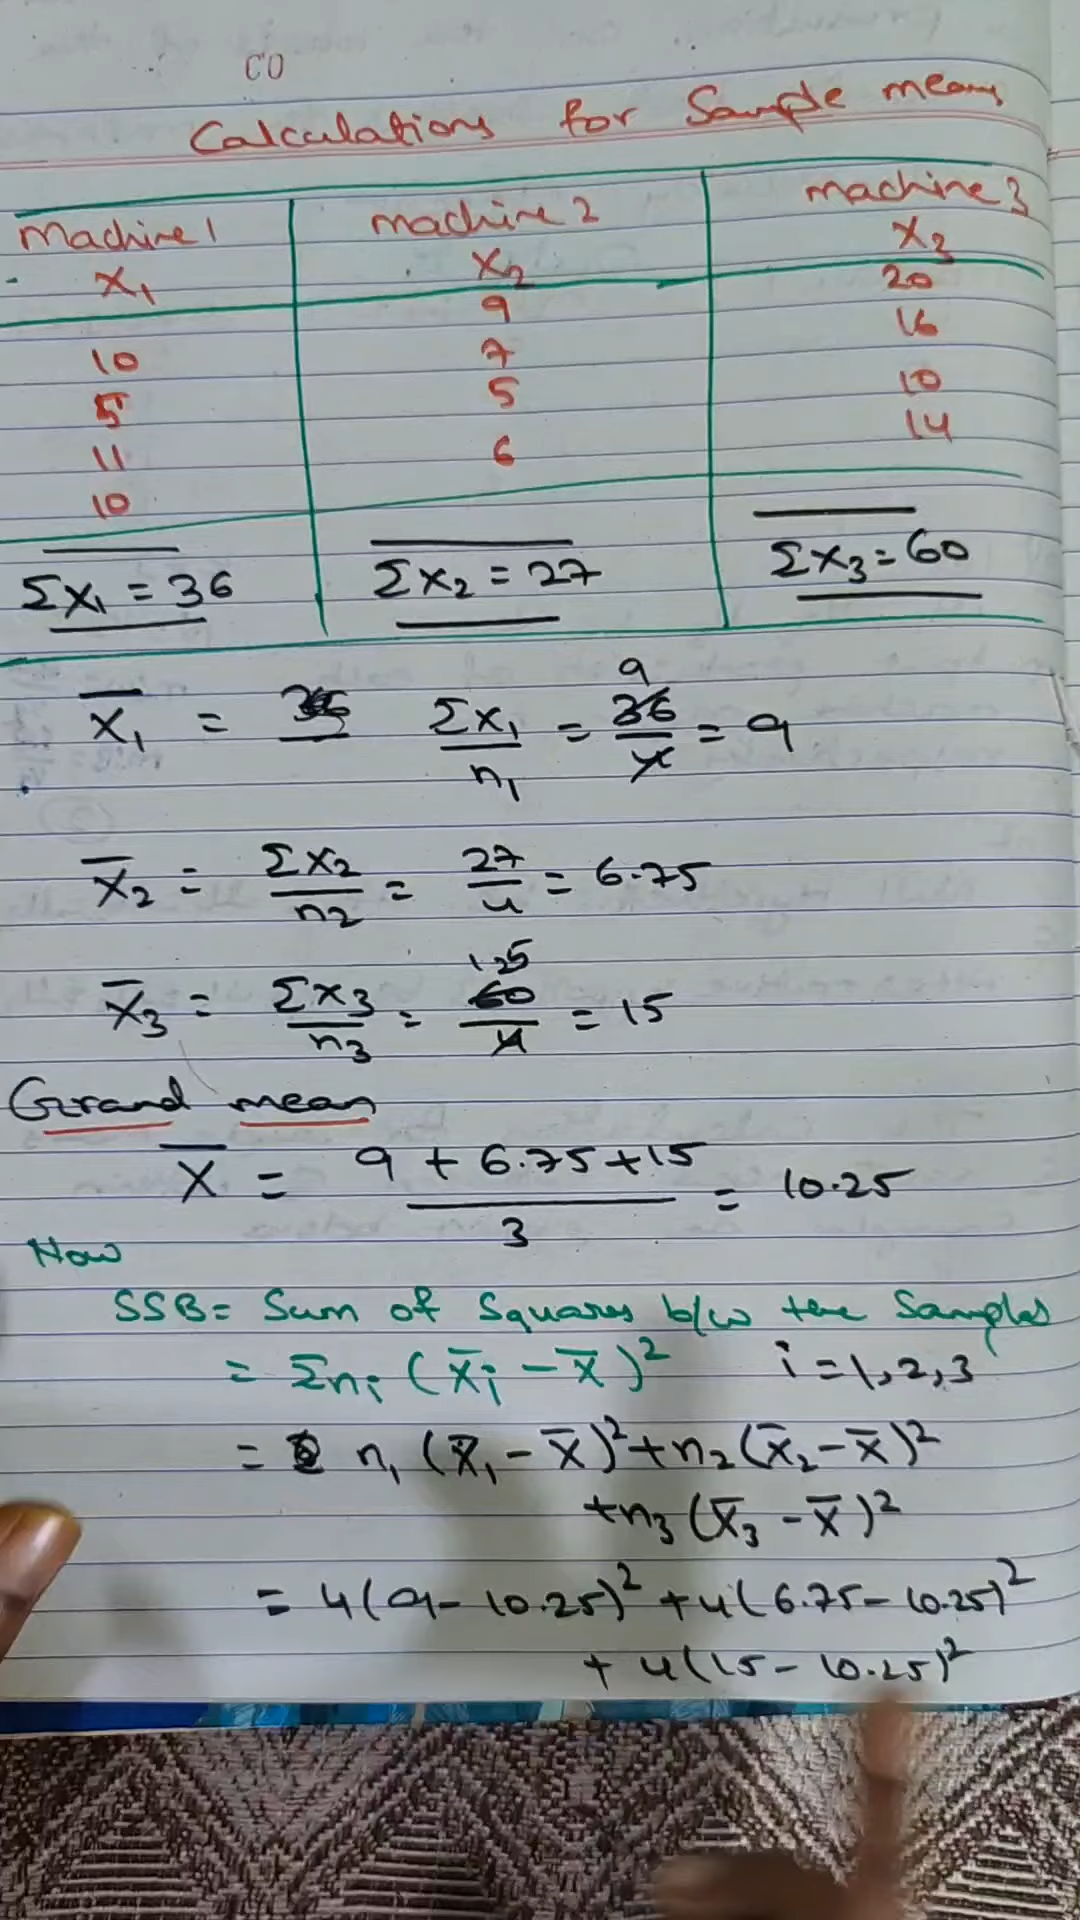 CO
Calculations for Sample means
Machine 1 machine 2 machine 3
X₁ X₂ X₃
10 9 20
5 7 16
11 5 10
10 6 14
Σx₁ = 36 Σx₂ = 27 Σx₃ = 60
X̄₁ = 36 Σx₁/n₁ = 36/4 = 9
9
X̄₂ = Σx₂/n₂ = 27/4 = 6.75
X̄₃ = Σx₃/n₃ = 60/4 = 15
Grand mean
X̄ = 9 + 6.75 + 15 / 3 = 10.25
Now
SSB = Sum of Squares b/w the Samples
= Σnᵢ (x̄ᵢ - x̄)² i = 1, 2, 3
= n₁ (x̄₁ - x̄)² + n₂ (x̄₂ - x̄)²
+ n₃ (x̄₃ - x̄)²
= 4(9 - 10.25)² + 4(6.75 - 10.25)²
+ 4(15 - 10.25)²